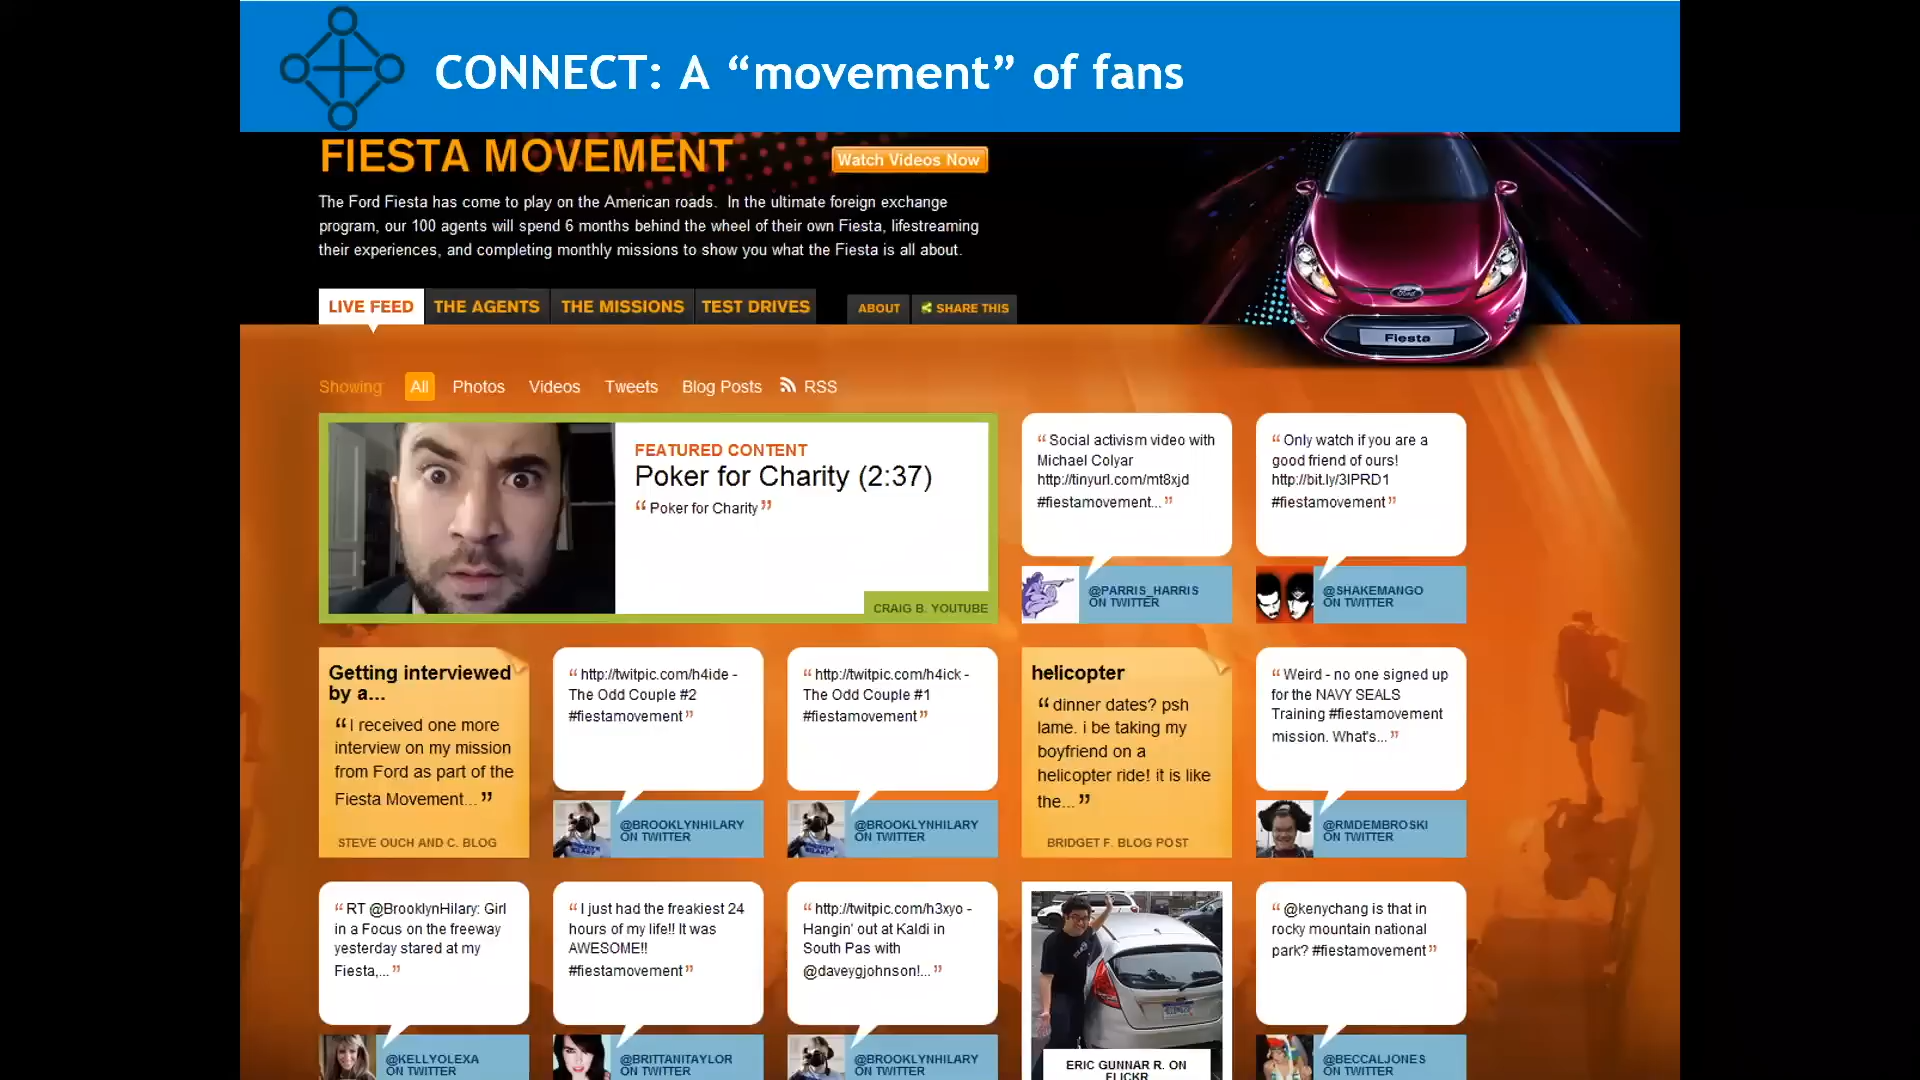 CONNECT: A “movement” of fans
FIESTA MOVEMENT
Watch Videos Now
The Ford Fiesta has come to play on the American roads. In the ultimate foreign exchange
program, our 100 agents will spend 6 months behind the wheel of their own Fiesta, lifestreaming
their experiences, and completing monthly missions to show you what the Fiesta is all about.
Ford
Fiesta
LIVE FEED THE AGENTS THE MISSIONS TEST DRIVES ABOUT SHARE THIS
Showing All Photos Videos Tweets Blog Posts RSS
FEATURED CONTENT
Poker for Charity (2:37)
“ Poker for Charity ”
CRAIG B. YOUTUBE
“ Social activism video with
Michael Colyar
http://tinyurl.com/mt8xjd
#fiestamovement... ”
@PARRIS_HARRIS
ON TWITTER
“ Only watch if you are a
good friend of ours!
http://bit.ly/3IPRD1
#fiestamovement ”
@SHAKEMANGO
ON TWITTER
Getting interviewed
by a...
“ I received one more
interview on my mission
from Ford as part of the
Fiesta Movement... ”
STEVE OUCH AND C. BLOG
“ http://twitpic.com/h4ide -
The Odd Couple #2
#fiestamovement ”
@BROOKLYNHILARY
ON TWITTER
“ http://twitpic.com/h4ick -
The Odd Couple #1
#fiestamovement ”
@BROOKLYNHILARY
ON TWITTER
helicopter
“ dinner dates? psh
lame. i be taking my
boyfriend on a
helicopter ride! it is like
the... ”
BRIDGET F. BLOG POST
“ Weird - no one signed up
for the NAVY SEALS
Training #fiestamovement
mission. What's... ”
@RMDEMBROSKI
ON TWITTER
“ RT @BrooklynHilary: Girl
in a Focus on the freeway
yesterday stared at my
Fiesta,... ”
@KELLYOLEXA
ON TWITTER
“ I just had the freakiest 24
hours of my life!! It was
AWESOME!!
#fiestamovement ”
@BRITTANITAYLOR
ON TWITTER
“ http://twitpic.com/h3xyo -
Hangin' out at Kaldi in
South Pas with
@daveygjohnson!... ”
@BROOKLYNHILARY
ON TWITTER
ERIC GUNNAR R. ON
FLICKR
“ @kenychang is that in
rocky mountain national
park? #fiestamovement ”
@BECCALJONES
ON TWITTER